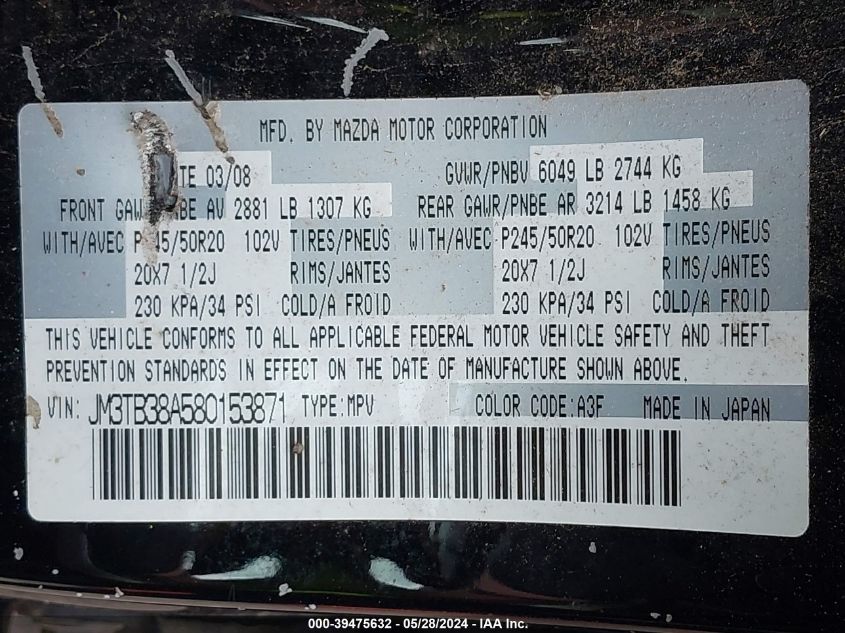 MFD. BY MAZDA MOTOR CORPORATION
03/08 GVWR/PNBV 6049 LB 2744 KG
FRONT AV 2881 LB 1307 KG REAR GAWR/PNBE AR 3214 LB 1458 KG
WITH/AVEC 102V TIRES/PNEUS WITH/AVEC P245/50R20 102V TIRES/PNEUS
20X7 1/2J RIMS/JANTES 20X7 1/2J RIMS/JANTES
230 KPA/34 PSI COLD/A FROID 230 KPA/34 PSI COLD/A FROID
THIS VEHICLE CONFORMS TO ALL APPLICABLE FEDERAL MOTOR VEHICLE SAFETY AND THEFT
PREVENTION STANDARDS IN EFFECT ON THE DATE OF MANUFACTURE SHOWN ABOVE.
VIN: JM3TB38A580153871 TYPE:MPV COLOR CODE:A3F MADE IN JAPAN
000-39475632 - 05/28/2024 - IAA Inc.